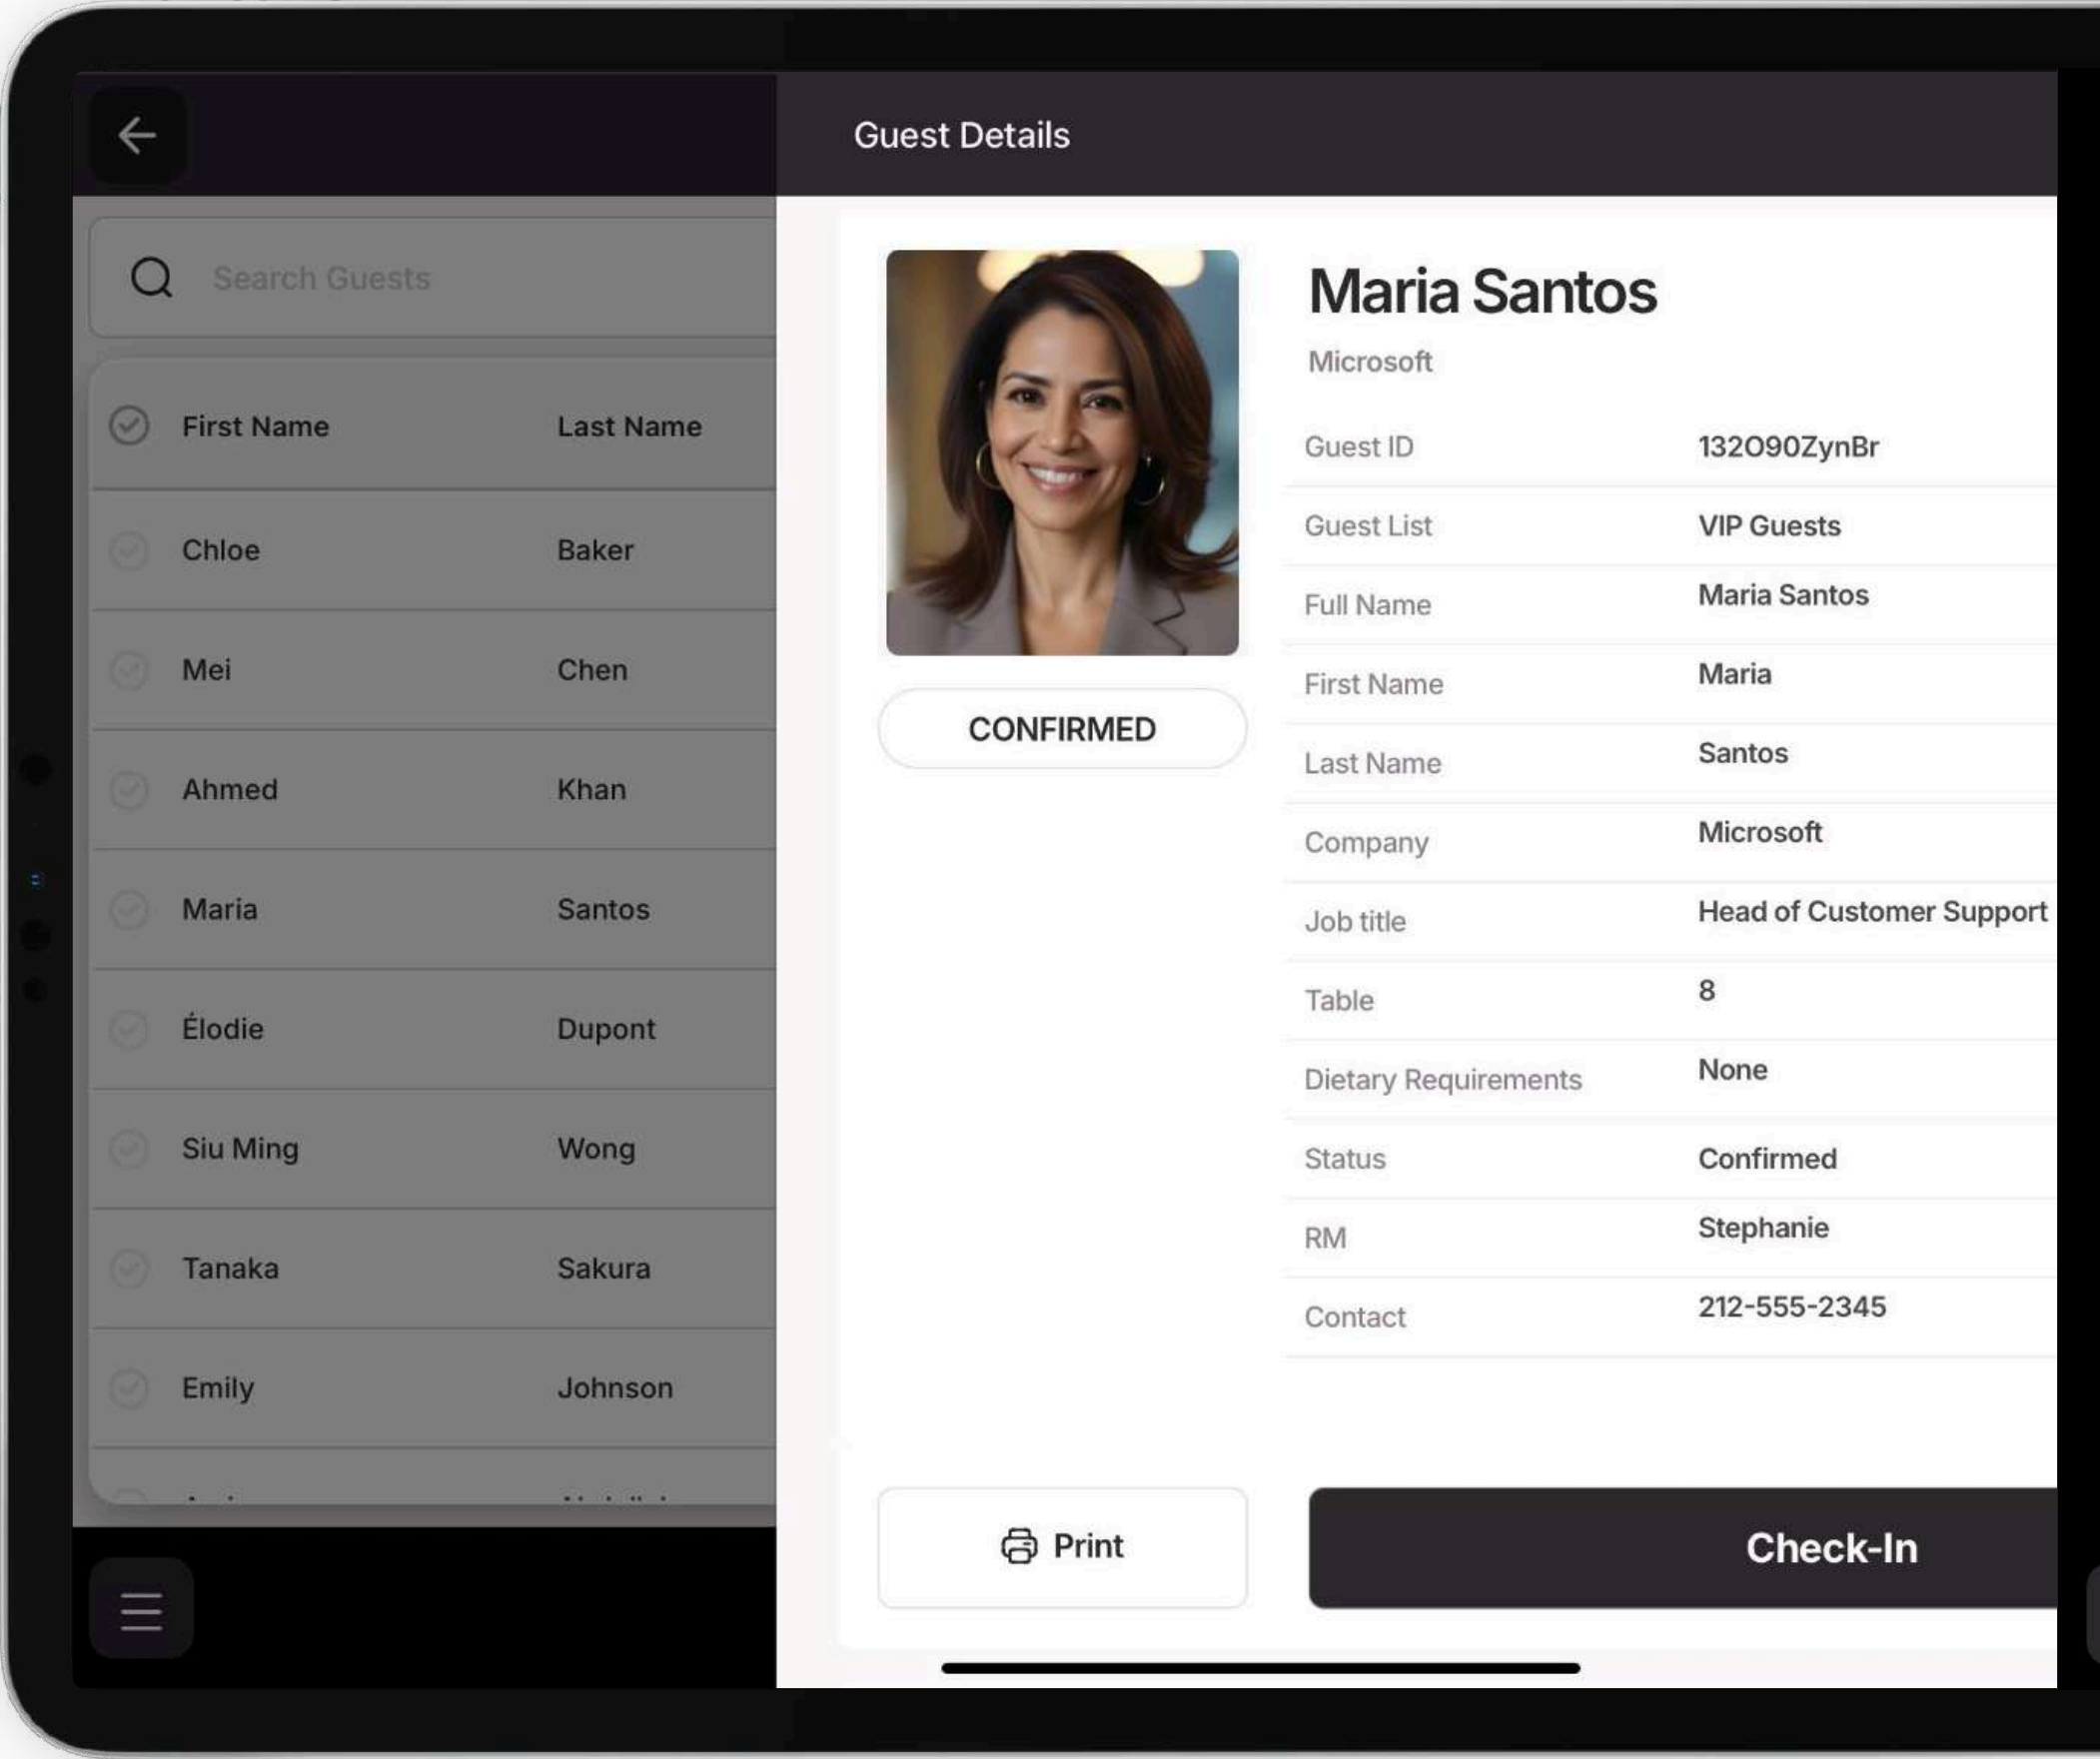 Guest Details
Search Guests
First Name Last Name
Chloe Baker
Mei Chen
Ahmed Khan
Maria Santos
Élodie Dupont
Siu Ming Wong
Tanaka Sakura
Emily Johnson
Maria Santos
Microsoft
CONFIRMED
Guest ID 132O90ZynBr
Guest List VIP Guests
Full Name Maria Santos
First Name Maria
Last Name Santos
Company Microsoft
Job title Head of Customer Support
Table 8
Dietary Requirements None
Status Confirmed
RM Stephanie
Contact 212-555-2345
Print
Check-In